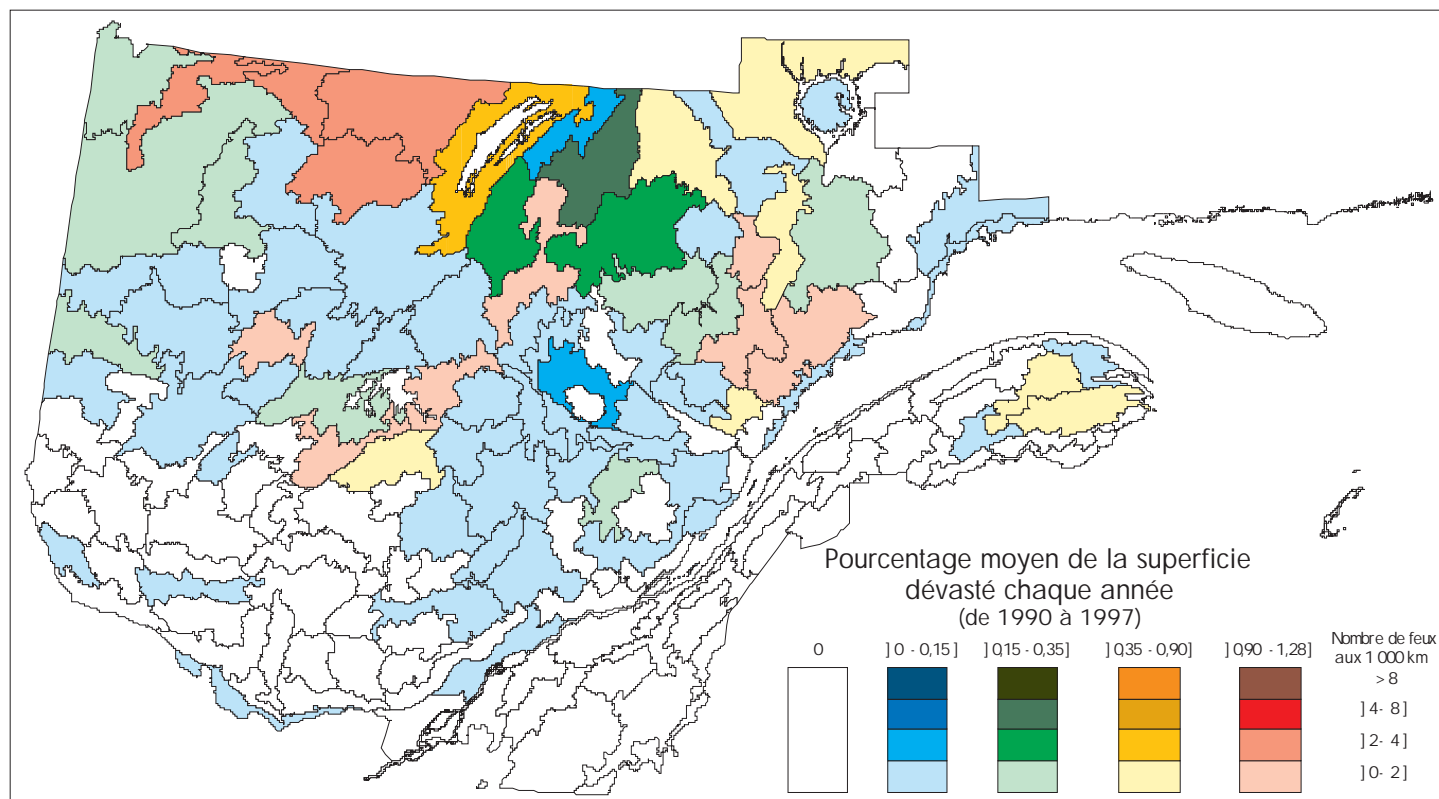 Pourcentage moyen de la superficie
dévasté chaque année
(de 1990 à 1997)
0 ]0 - 0,15] ]0,15 - 0,35] ]0,35 - 0,90] ]0,90 - 1,28] Nombre de feux
aux 1 000 km
> 8
]4 - 8]
]2 - 4]
]0 - 2]